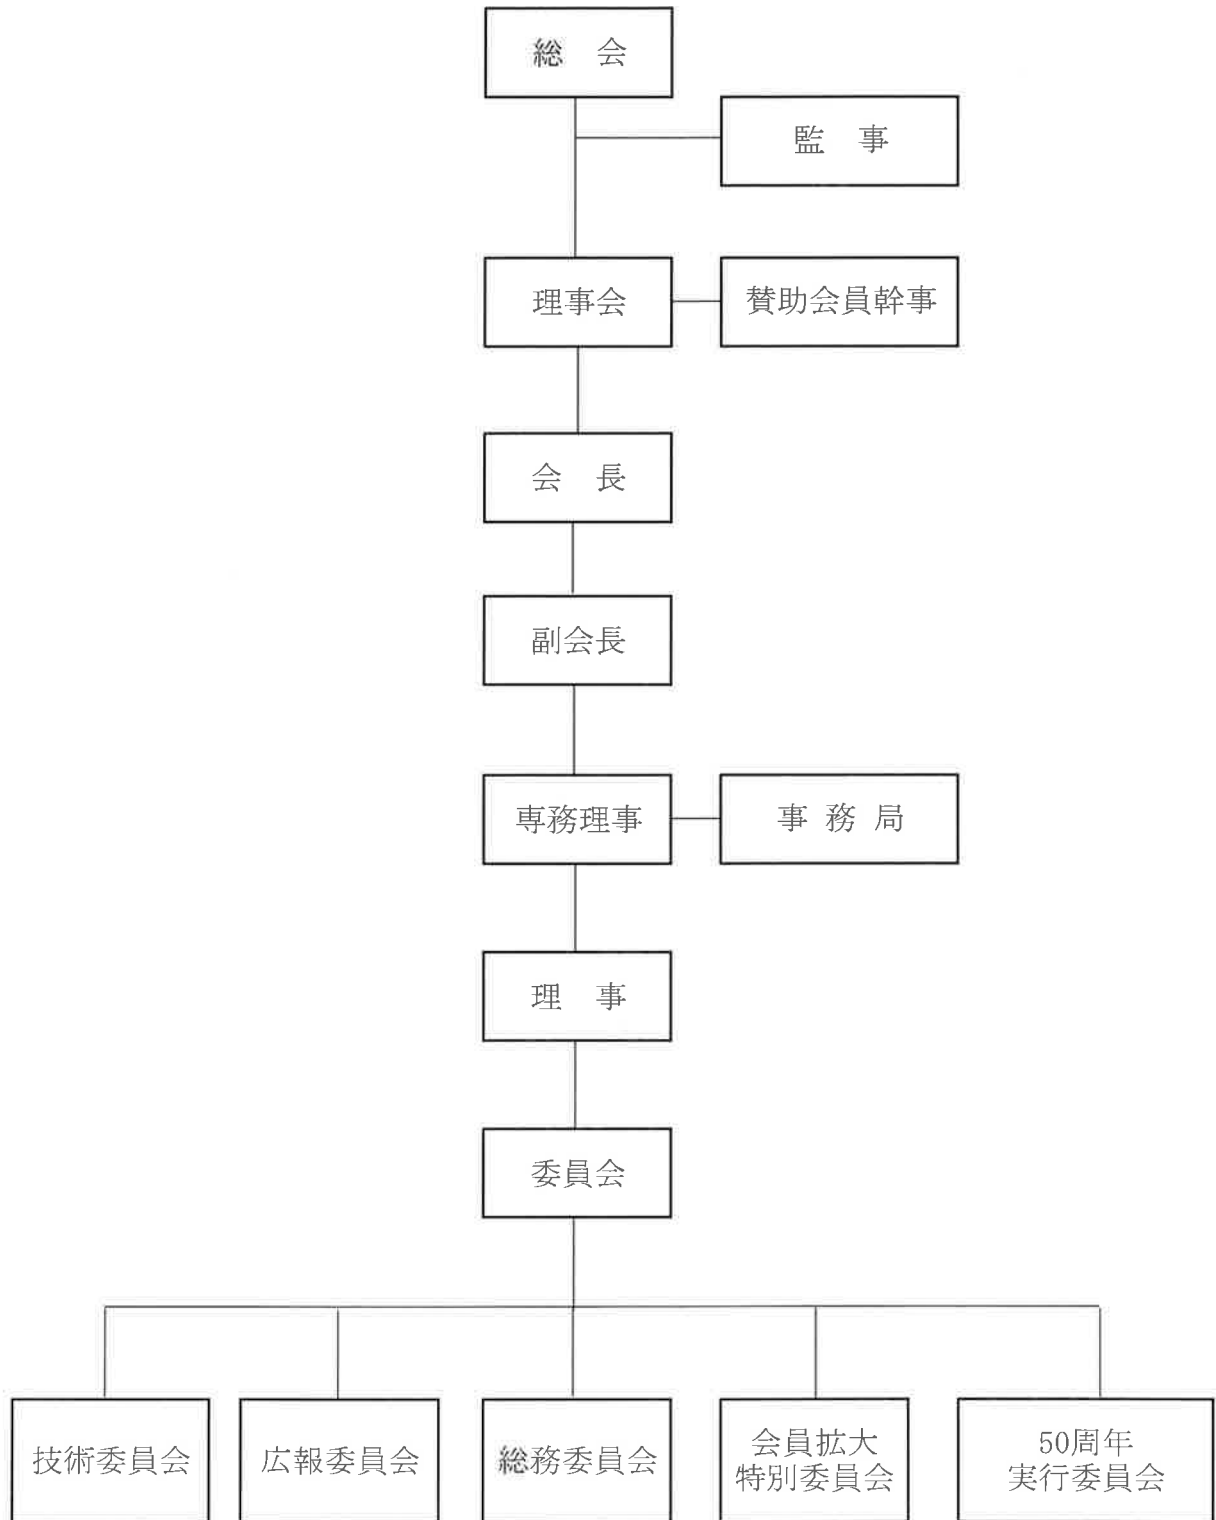 総　会
監　事
理事会
賛助会員幹事
会　長
副会長
専務理事
事 務 局
理　事
委員会
技術委員会
広報委員会
総務委員会
会員拡大
特別委員会
50周年
実行委員会